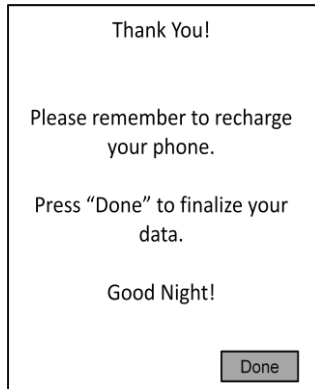 Thank You!
Please remember to recharge
your phone.
Press “Done” to finalize your
data.
Good Night!
Done